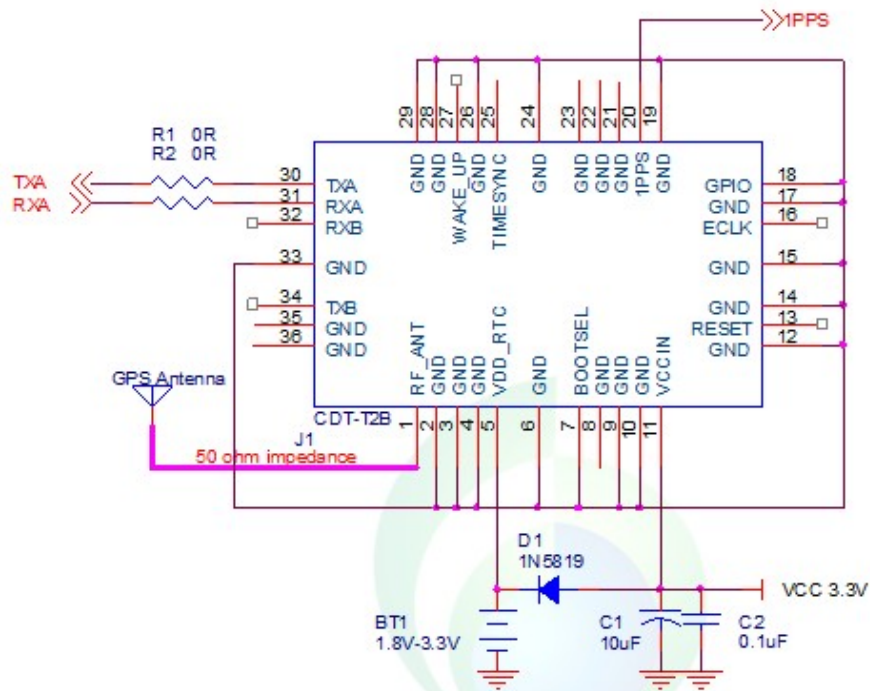 1PPS
29 28 27 26 25 24 23 22 21 20 19
GND GND WAKE_UP GND TIMESYNC GND GND GND 1PPS GND
R1 0R
R2 0R
TXA
RXA
30 TXA
31 RXA
32 RXB
33 GND
34 TXB
35 GND
36 GND
GPIO 18
GND 17
ECLK 16
GND 15
GND 14
RESET 13
GND 12
RF_ANT GND GND GND VDD_RTC GND BOOTSEL GND GND GND VCCIN
1 2 3 4 5 6 7 8 9 10 11
GPS Antenna
CDT-T2B
J1
50 ohm impedance
D1
1N5819
VCC 3.3V
BT1
1.8V-3.3V
C1
10uF
C2
0.1uF